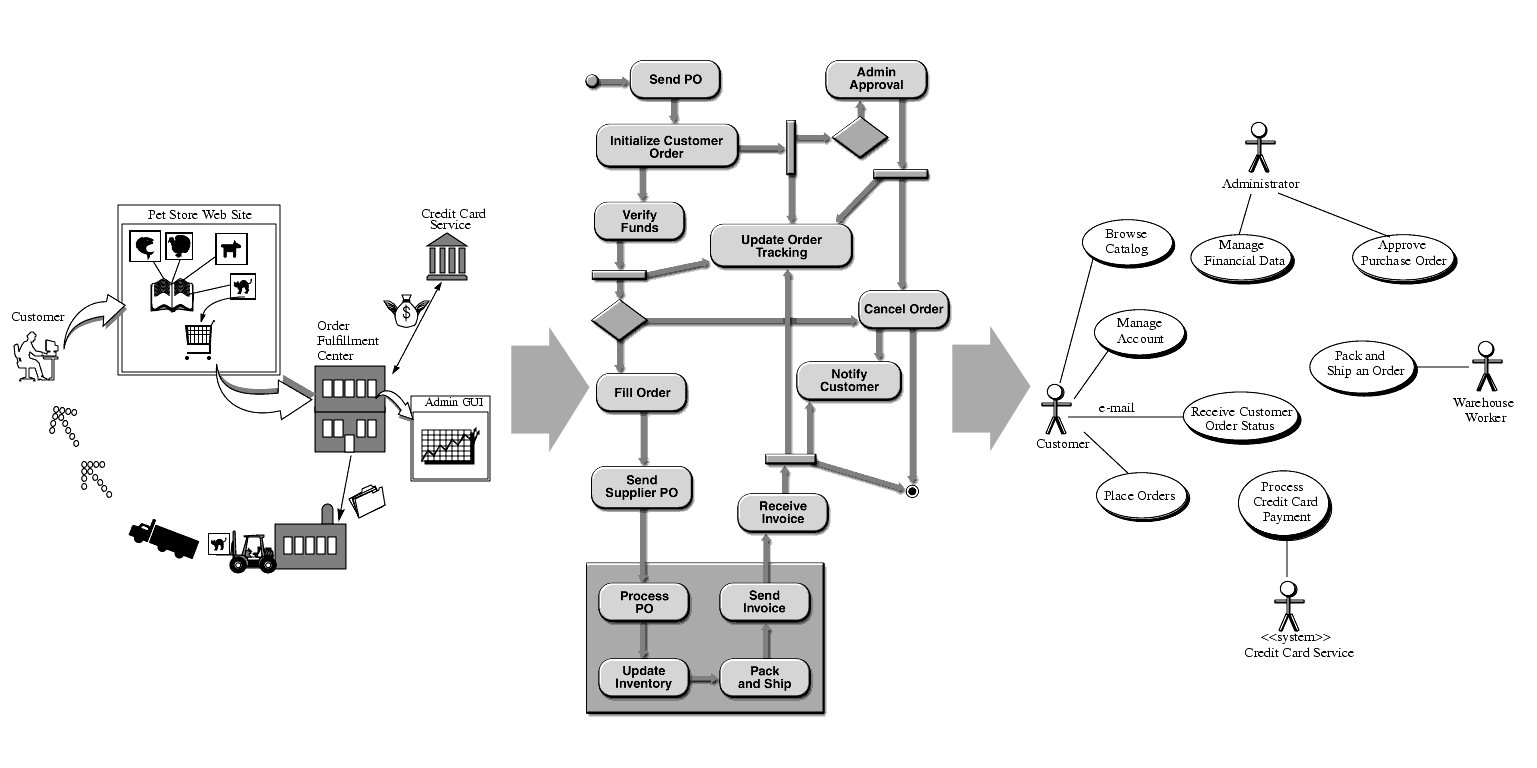 Pet Store Web Site
Customer
Credit Card
Service
$
Order
Fulfillment
Center
Admin GUI
Send PO
Admin
Approval
Initialize Customer
Order
Verify
Funds
Update Order
Tracking
Cancel Order
Notify
Customer
Fill Order
Send
Supplier PO
Receive
Invoice
Process
PO
Send
Invoice
Update
Inventory
Pack
and Ship
Administrator
Browse
Catalog
Manage
Financial Data
Approve
Purchase Order
Manage
Account
Pack and
Ship an Order
Warehouse
Worker
e-mail
Receive Customer
Order Status
Customer
Place Orders
Process
Credit Card
Payment
<<system>>
Credit Card Service